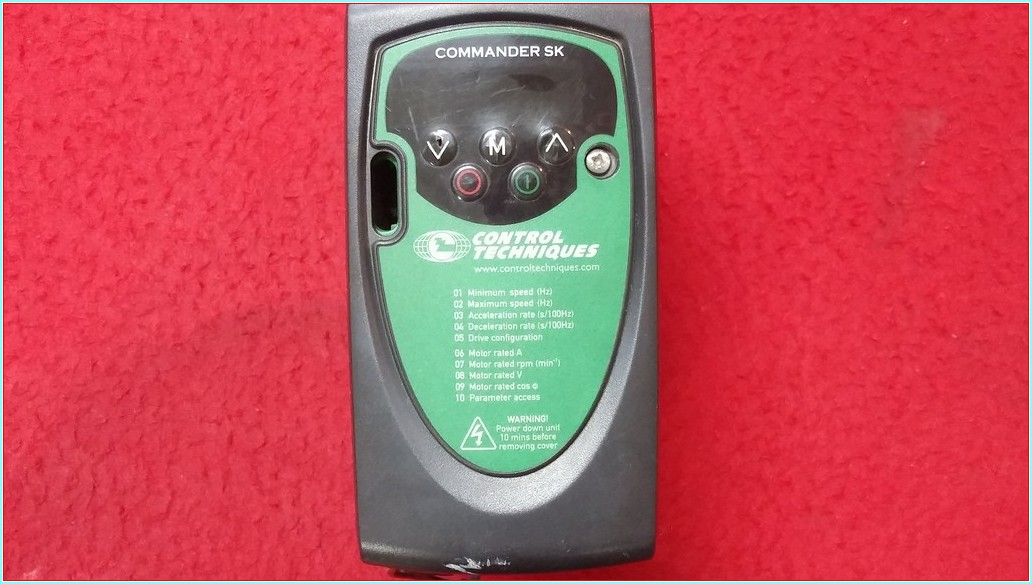 COMMANDER SK
M
CONTROL
TECHNIQUES
www.controltechniques.com
01 Minimum speed (Hz)
02 Maximum speed (Hz)
03 Acceleration rate (s/100Hz)
04 Deceleration rate (s/100Hz)
05 Drive configuration
06 Motor rated A
07 Motor rated rpm (min⁻¹)
08 Motor rated V
09 Motor rated cos φ
10 Parameter access
WARNING!
Power down unit
10 mins before
removing cover